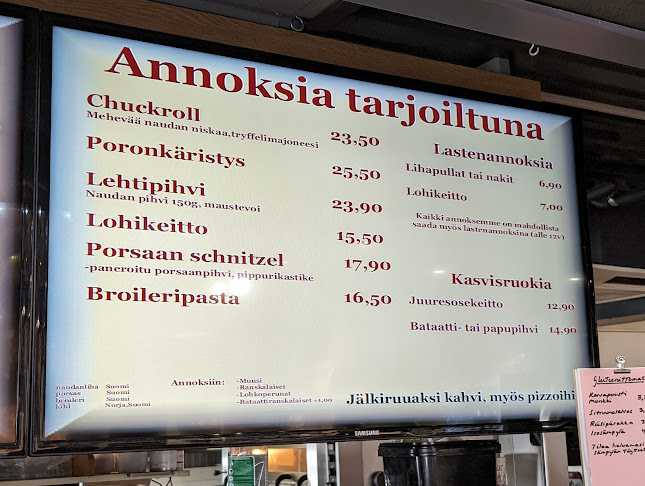 Annoksia tarjoiltuna
Chuckroll 23,50
Mehevää naudan niskaa,tryffelimajoneesi
Poronkäristys 25,50
Lehtipihvi 23,90
Naudan pihvi 150g, maustevoi
Lohikeitto 15,50
Porsaan schnitzel 17,90
-paneroitu porsaanpihvi, pippurikastike
Broileripasta 16,50
Lastenannoksia
Lihapullat tai nakit 6,90
Lohikeitto 7,00
Kaikki annoksemme on mahdollista
saada myös lastenannoksina (alle 12v)
Kasvisruokia
Juuresosekeitto 12,90
Bataatti- tai papupihvi 14,90
naudanliha Suomi
porsas Suomi
broileri Suomi
lohi Norja,Suomi
Annoksiin: -Muusi
-Ranskalaiset
-Lohkoperunat
-Bataattiranskalaiset +1,00
Jälkiruuaksi kahvi, myös pizzoihi
SAMSUNG
Gluteenittomat
Korvapuusti
munkki
Riisipiirakka